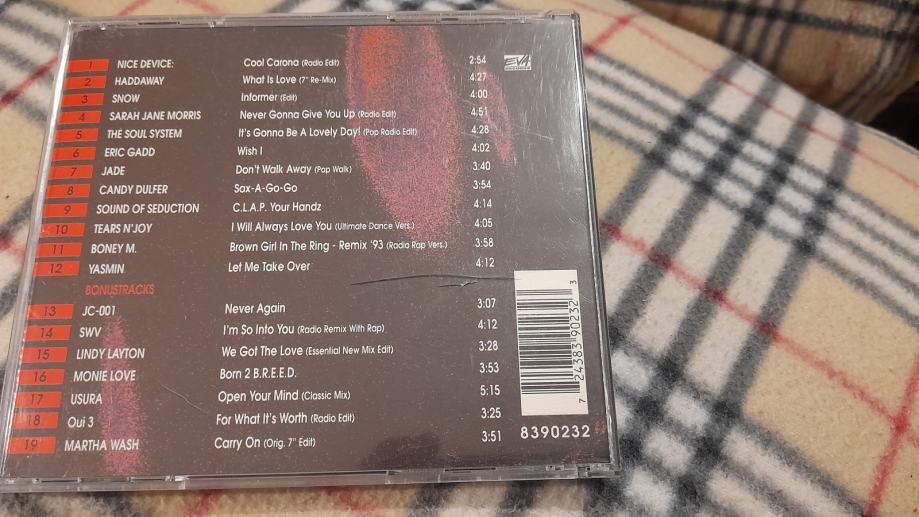 1 NICE DEVICE: Cool Carona (Radio Edit) 2:54
2 HADDAWAY What Is Love (7" Re-Mix) 4:27
3 SNOW Informer (Edit) 4:00
4 SARAH JANE MORRIS Never Gonna Give You Up (Radio Edit) 4:51
5 THE SOUL SYSTEM It's Gonna Be A Lovely Day! (Pop Radio Edit) 4:28
6 ERIC GADD Wish I 4:02
7 JADE Don't Walk Away (Pop Walk) 3:40
8 CANDY DULFER Sax-A-Go-Go 3:54
9 SOUND OF SEDUCTION C.L.A.P. Your Handz 4:14
10 TEARS N'JOY I Will Always Love You (Ultimate Dance Vers.) 4:05
11 BONEY M. Brown Girl In The Ring - Remix '93 (Radio Rap Vers.) 3:58
12 YASMIN Let Me Take Over 4:12
BONUSTRACKS
13 JC-001 Never Again 3:07
14 SWV I'm So Into You (Radio Remix With Rap) 4:12
15 LINDY LAYTON We Got The Love (Essential New Mix Edit) 3:28
16 MONIE LOVE Born 2 B.R.E.E.D. 3:53
17 USURA Open Your Mind (Classic Mix) 5:15
18 Oui 3 For What It's Worth (Radio Edit) 3:25
19 MARTHA WASH Carry On (Orig. 7" Edit) 3:51
7 24383 90232 3
8390232